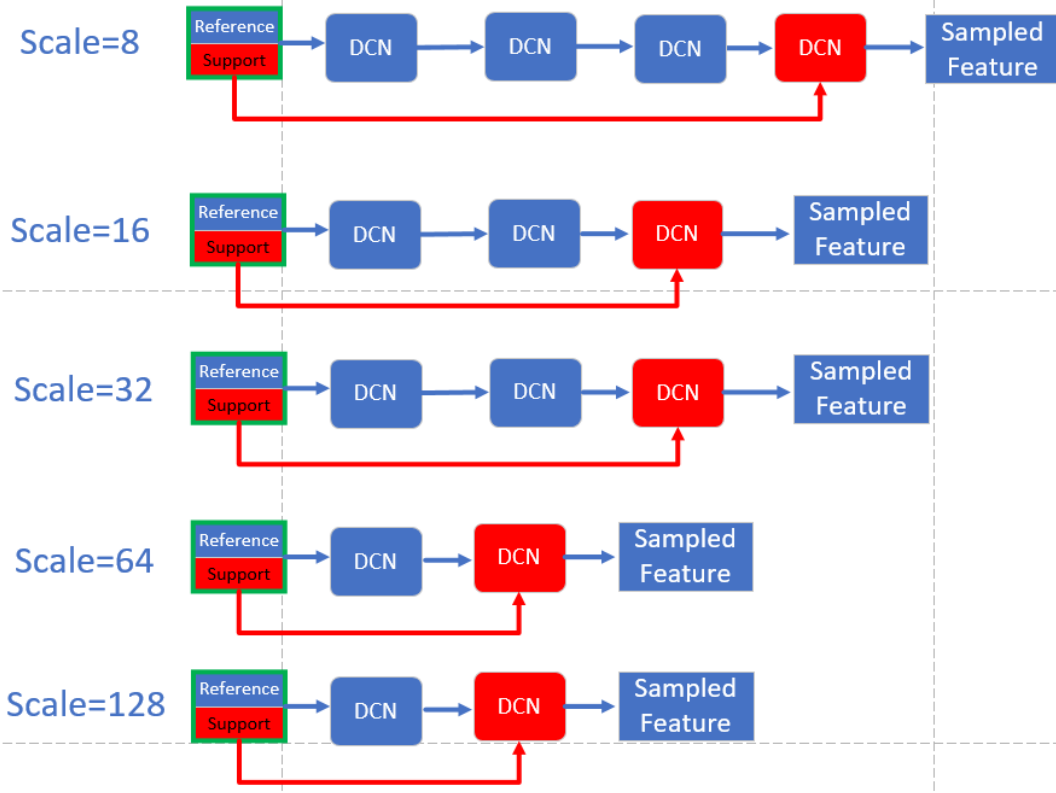 Scale=8
Reference
Support
DCN
DCN
DCN
DCN
Sampled
Feature
Scale=16
Reference
Support
DCN
DCN
DCN
Sampled
Feature
Scale=32
Reference
Support
DCN
DCN
DCN
Sampled
Feature
Scale=64
Reference
Support
DCN
DCN
Sampled
Feature
Scale=128
Reference
Support
DCN
DCN
Sampled
Feature